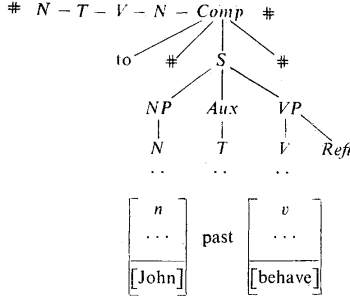 # N – T – V – N – Comp #
to # S #
NP Aux VP
N T V Refl
.. .. ..
n past v
... ...
[John] [behave]